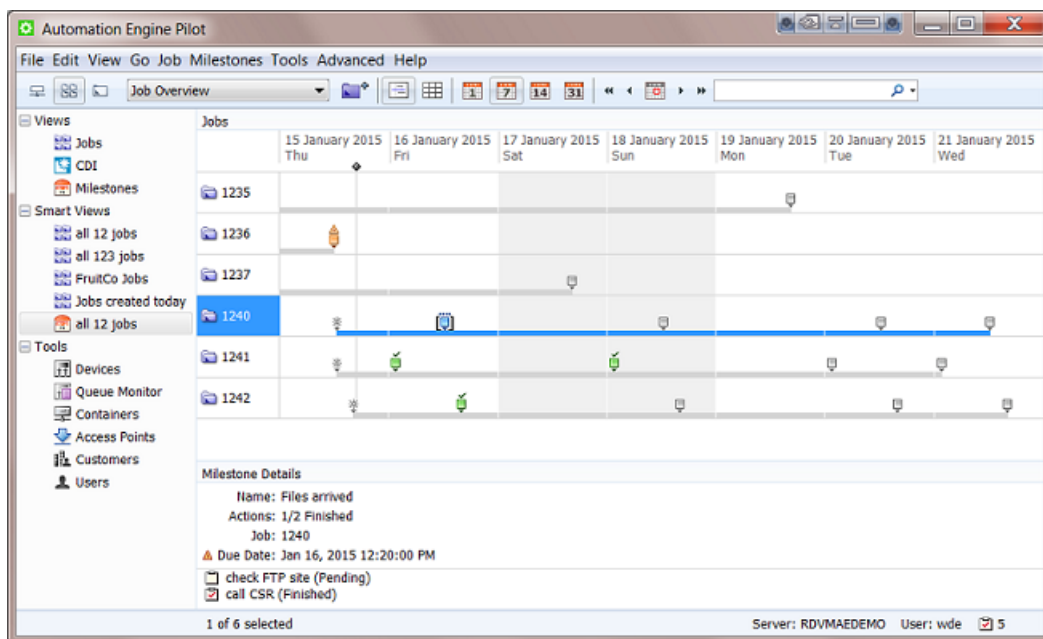 Automation Engine Pilot
File Edit View Go Job Milestones Tools Advanced Help
Job Overview 1 7 14 31
Views
Jobs
CDI
Milestones
Smart Views
all 12 jobs
all 123 jobs
FruitCo Jobs
Jobs created today
all 12 jobs
Tools
Devices
Queue Monitor
Containers
Access Points
Customers
Users
Jobs
15 January 2015 16 January 2015 17 January 2015 18 January 2015 19 January 2015 20 January 2015 21 January 2015
Thu Fri Sat Sun Mon Tue Wed
1235
1236
1237
1240
1241
1242
Milestone Details
Name: Files arrived
Actions: 1/2 Finished
Job: 1240
Due Date: Jan 16, 2015 12:20:00 PM
check FTP site (Pending)
call CSR (Finished)
1 of 6 selected Server: RDVMAEDEMO User: wde 5